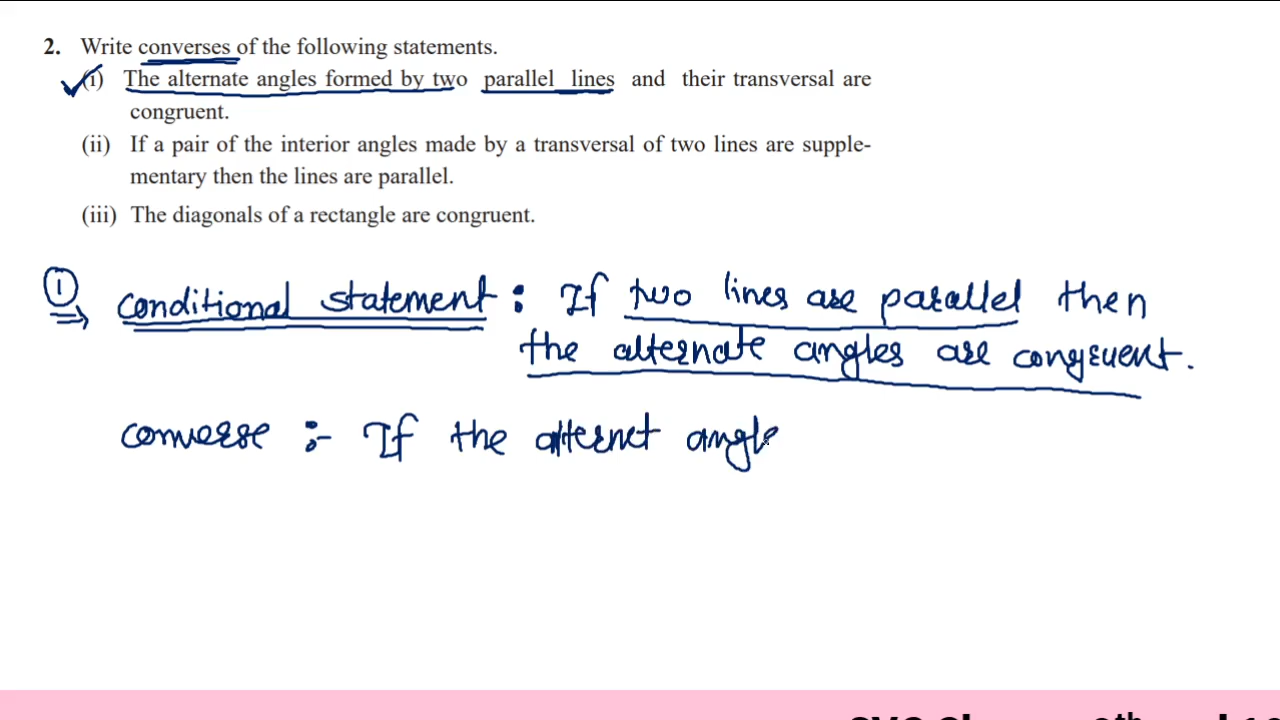 2. Write converses of the following statements.
(i) The alternate angles formed by two parallel lines and their transversal are
congruent.
(ii) If a pair of the interior angles made by a transversal of two lines are supple-
mentary then the lines are parallel.
(iii) The diagonals of a rectangle are congruent.
① conditional statement : If two lines are parallel then
the alternate angles are congruent.
converse :- If the alternet angle